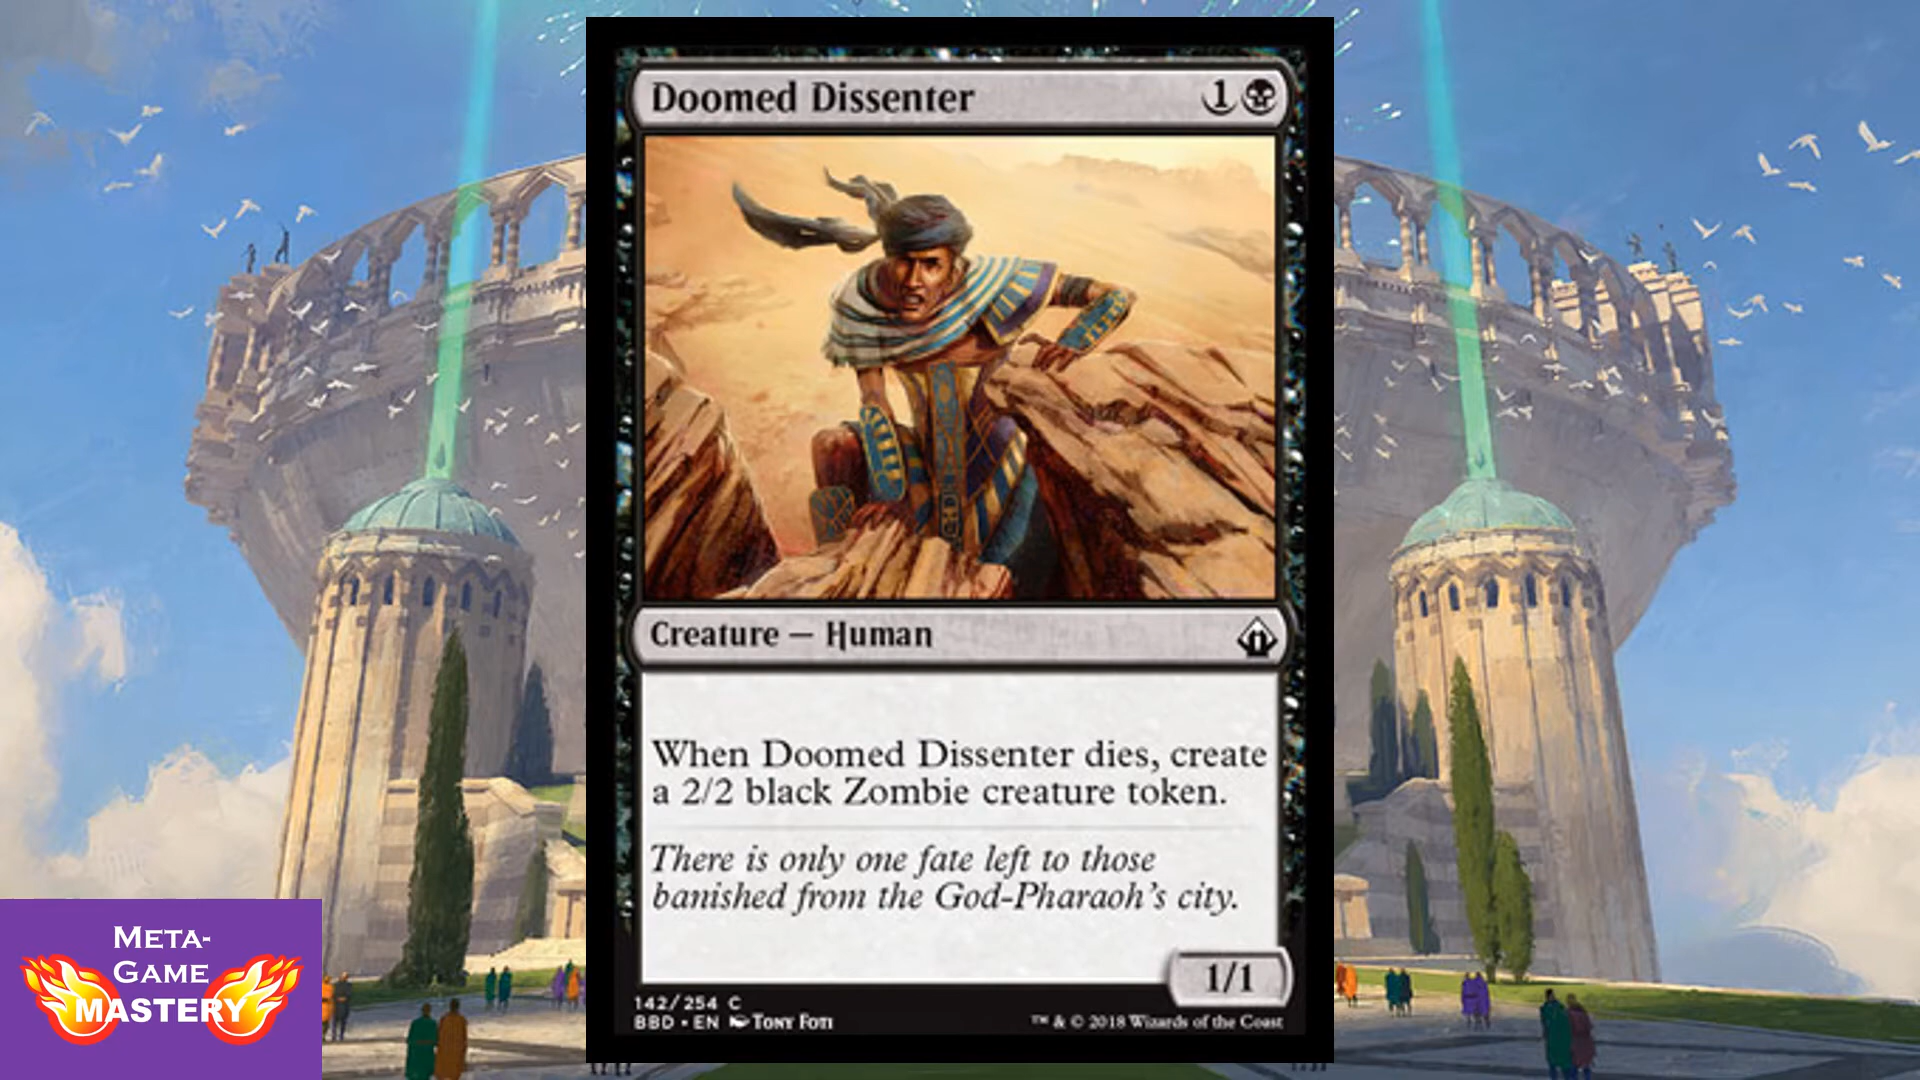 Doomed Dissenter 1
Creature — Human
When Doomed Dissenter dies, create
a 2/2 black Zombie creature token.
There is only one fate left to those
banished from the God-Pharaoh's city.
1/1
142/254 C
BBD • EN Tony Foti
™ & © 2018 Wizards of the Coast
META-
GAME
MASTERY